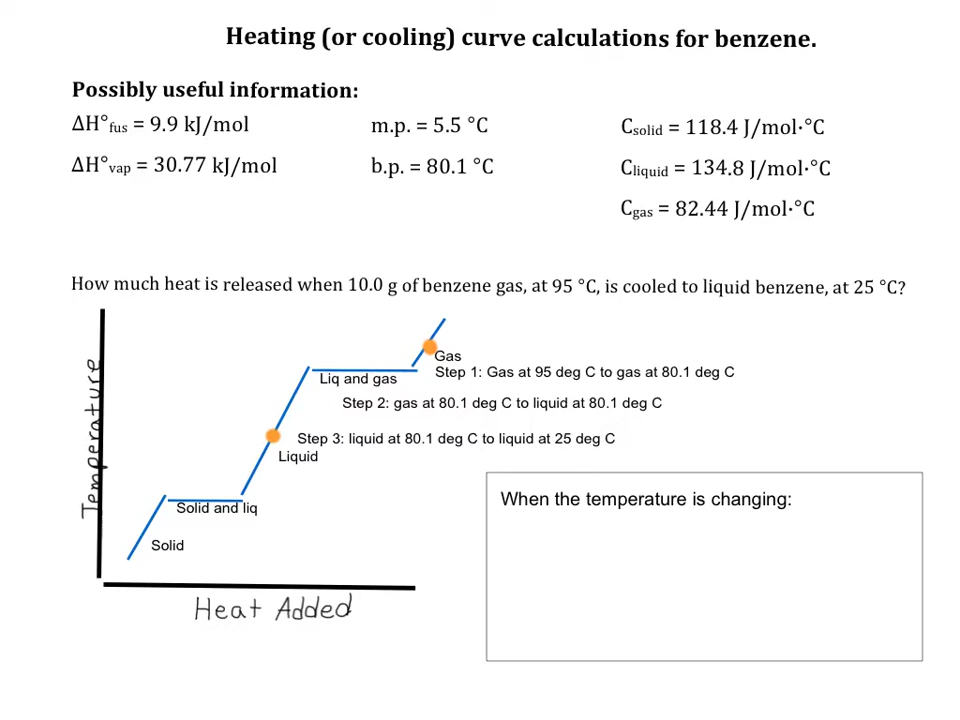 Heating (or cooling) curve calculations for benzene.
Possibly useful information:
ΔH°fus = 9.9 kJ/mol
m.p. = 5.5 °C
Csolid = 118.4 J/mol·°C
ΔH°vap = 30.77 kJ/mol
b.p. = 80.1 °C
Cliquid = 134.8 J/mol·°C
Cgas = 82.44 J/mol·°C
How much heat is released when 10.0 g of benzene gas, at 95 °C, is cooled to liquid benzene, at 25 °C?
Temperature
Gas
Step 1: Gas at 95 deg C to gas at 80.1 deg C
Liq and gas
Step 2: gas at 80.1 deg C to liquid at 80.1 deg C
Step 3: liquid at 80.1 deg C to liquid at 25 deg C
Liquid
Solid and liq
Solid
Heat Added
When the temperature is changing: